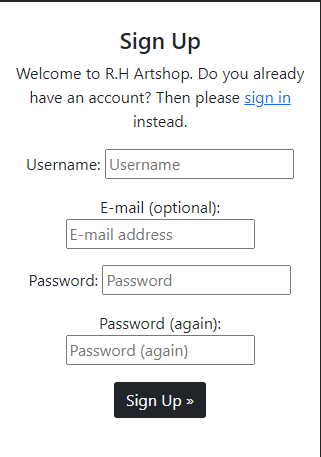 Sign Up
Welcome to R.H Artshop. Do you already
have an account? Then please sign in
instead.
Username: Username
E-mail (optional):
E-mail address
Password: Password
Password (again):
Password (again)
Sign Up »